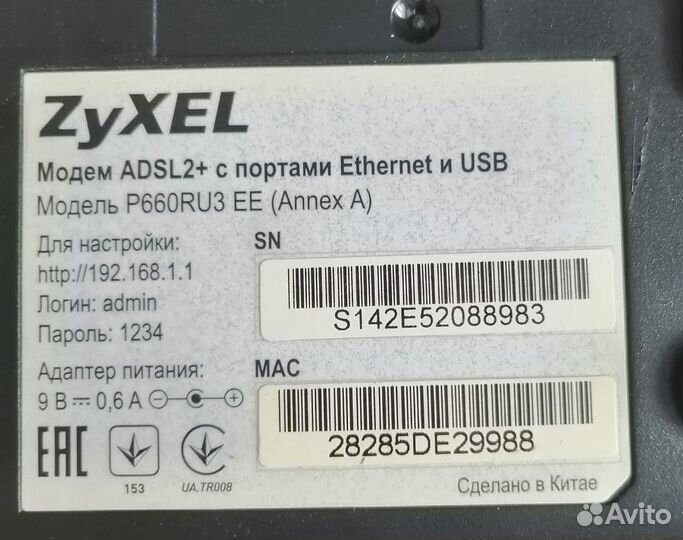 ZyXEL
Модем ADSL2+ с портами Ethernet и USB
Модель P660RU3 EE (Annex A)
Для настройки:
http://192.168.1.1
Логин: admin
Пароль: 1234
SN
S142E52088983
Адаптер питания:
9 В 0,6 А
MAC
28285DE29988
EAC
153
UA.TR008
Сделано в Китае
Avito